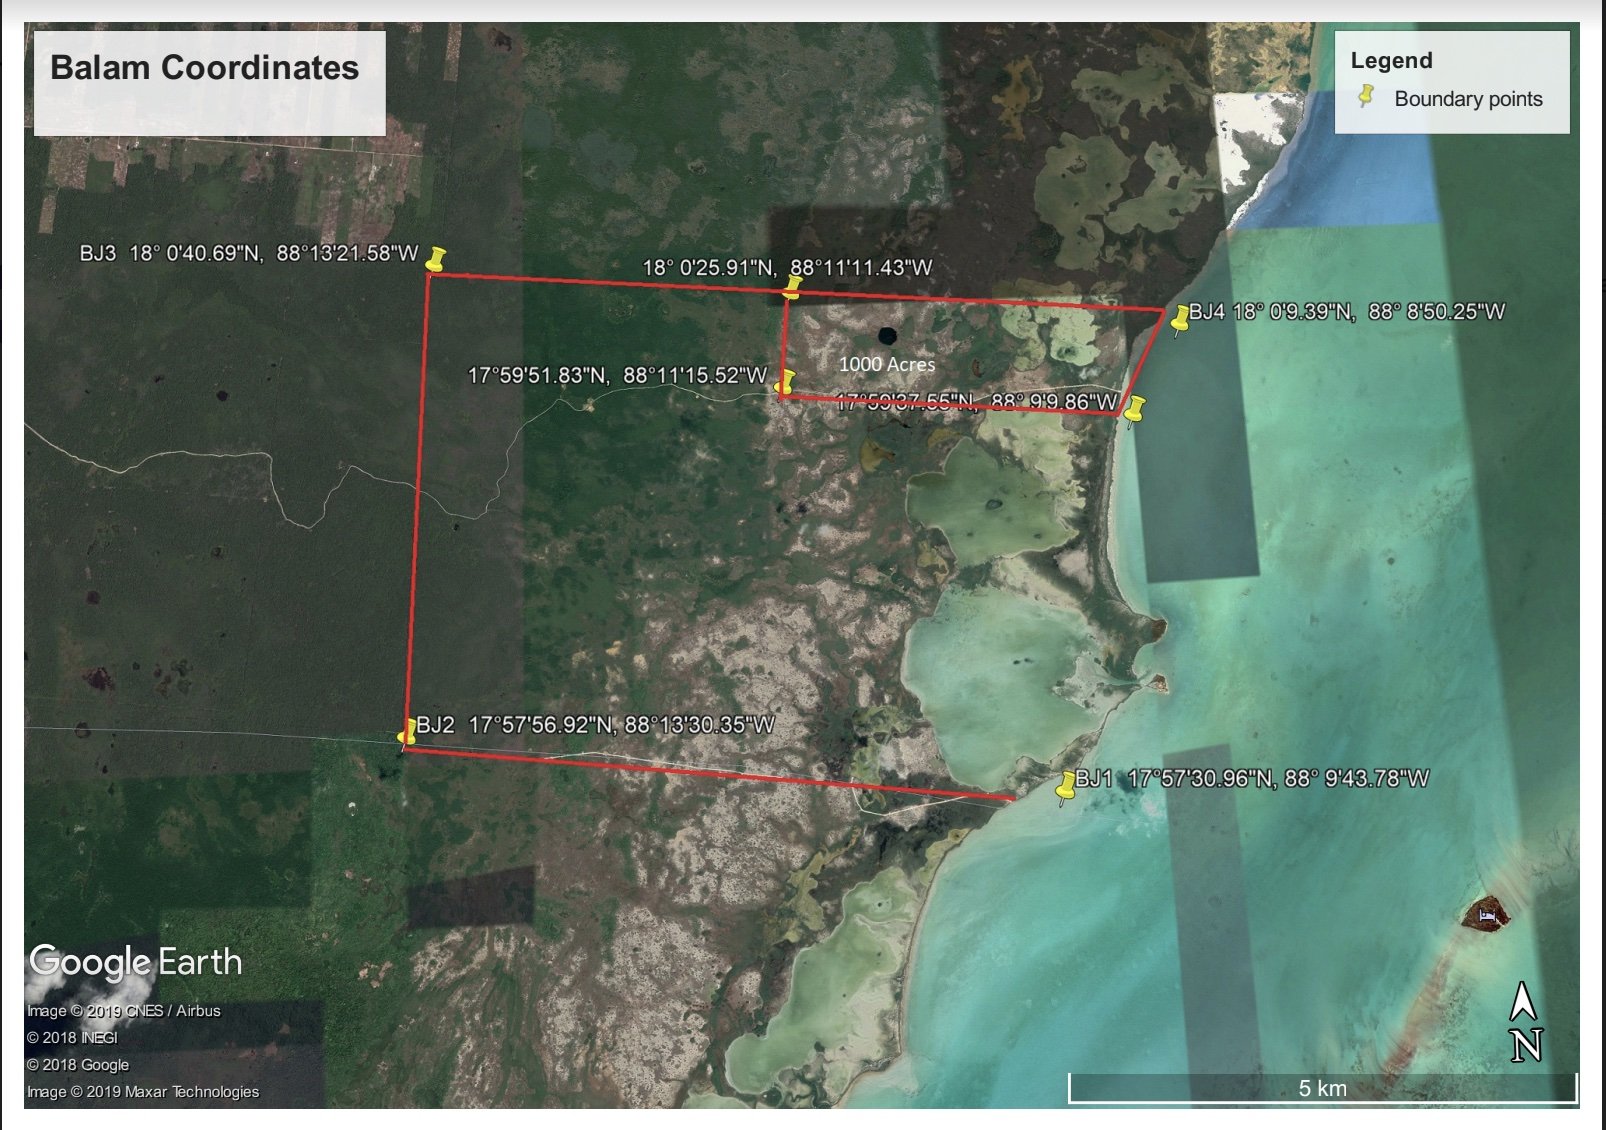 Balam Coordinates
Legend
Boundary points
BJ3 18° 0'40.69"N, 88°13'21.58"W
18° 0'25.91"N, 88°11'11.43"W
BJ4 18° 0'9.39"N, 88° 8'50.25"W
1000 Acres
17°59'51.83"N, 88°11'15.52"W
17°59'37.55"N, 88° 9'9.86"W
BJ2 17°57'56.92"N, 88°13'30.35"W
BJ1 17°57'30.96"N, 88° 9'43.78"W
Google Earth
Image © 2019 CNES / Airbus
© 2018 INEGI
© 2018 Google
Image © 2019 Maxar Technologies
N
5 km